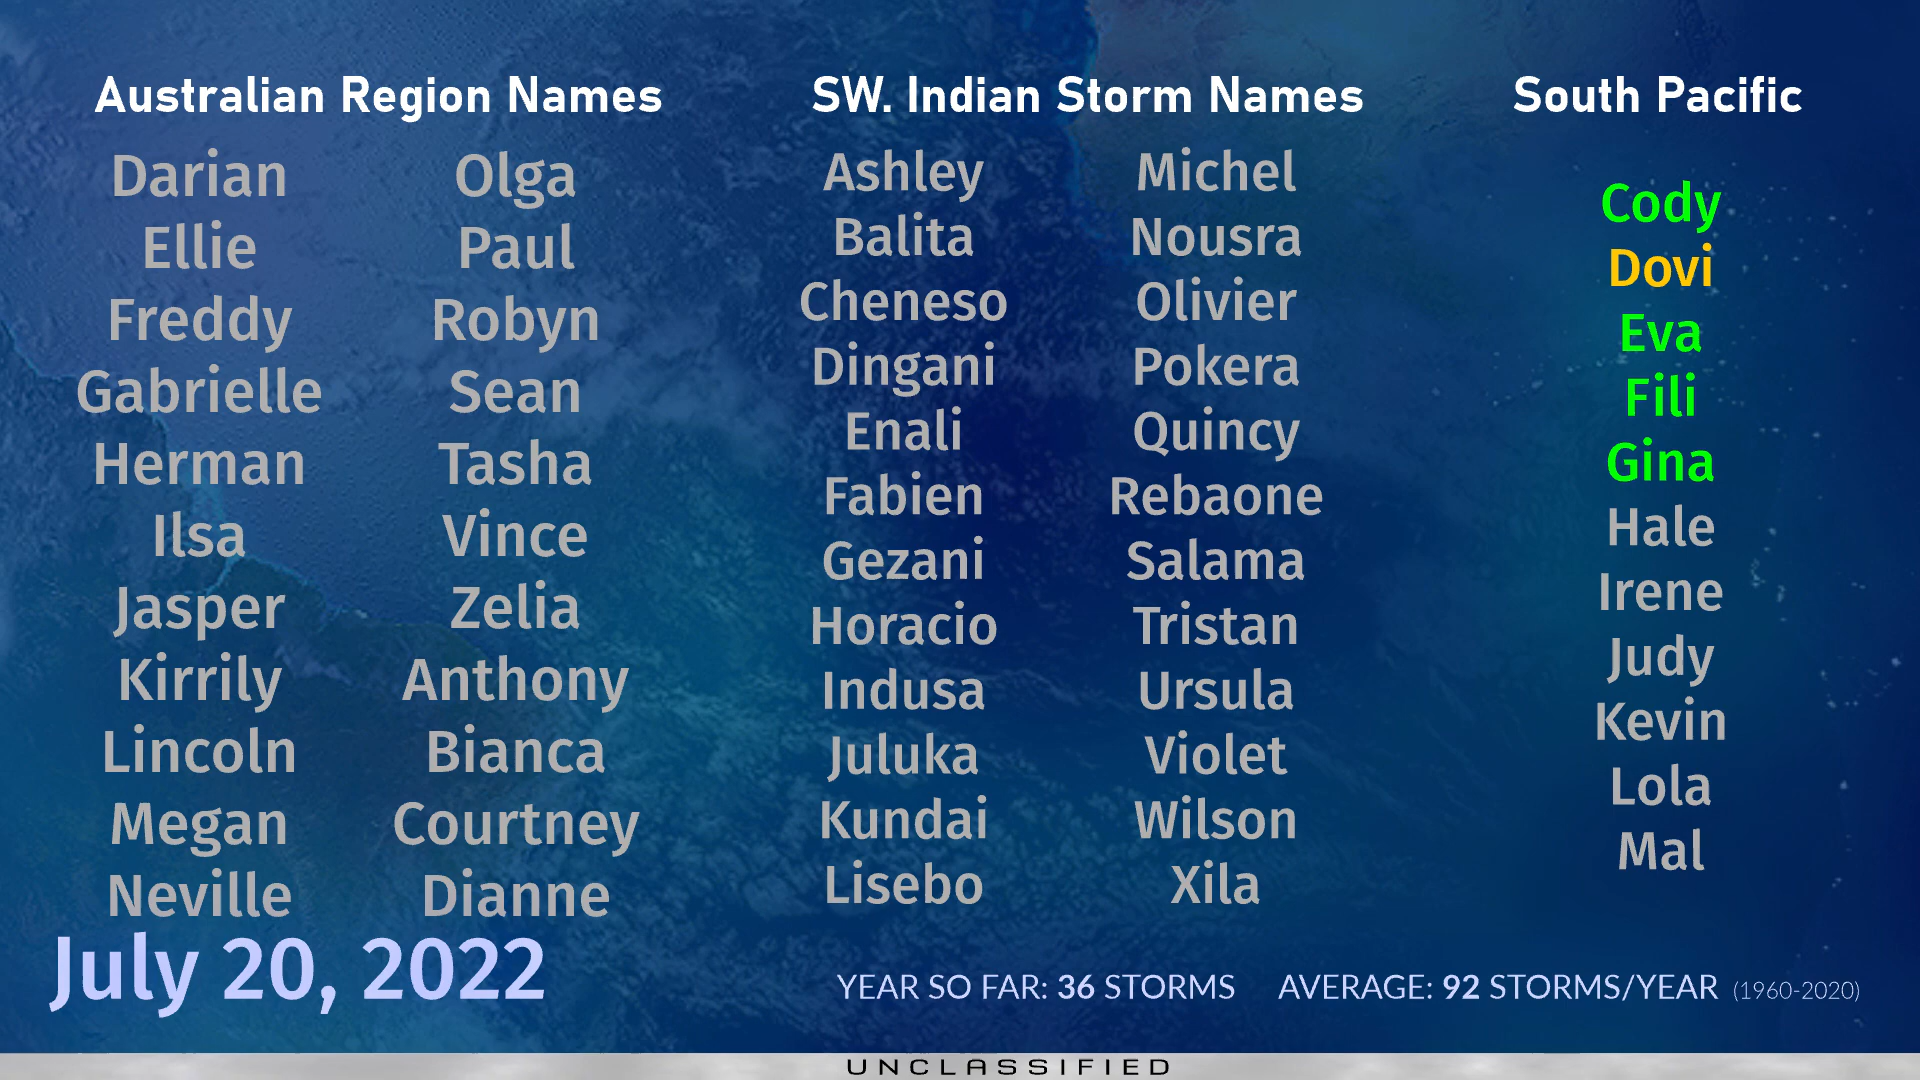 Australian Region Names
Darian
Ellie
Freddy
Gabrielle
Herman
Ilsa
Jasper
Kirrily
Lincoln
Megan
Neville
Olga
Paul
Robyn
Sean
Tasha
Vince
Zelia
Anthony
Bianca
Courtney
Dianne
SW. Indian Storm Names
Ashley
Balita
Cheneso
Dingani
Enali
Fabien
Gezani
Horacio
Indusa
Juluka
Kundai
Lisebo
Michel
Nousra
Olivier
Pokera
Quincy
Rebaone
Salama
Tristan
Ursula
Violet
Wilson
Xila
South Pacific
Cody
Dovi
Eva
Fili
Gina
Hale
Irene
Judy
Kevin
Lola
Mal
July 20, 2022
YEAR SO FAR: 36 STORMS AVERAGE: 92 STORMS/YEAR (1960-2020)
UNCLASSIFIED